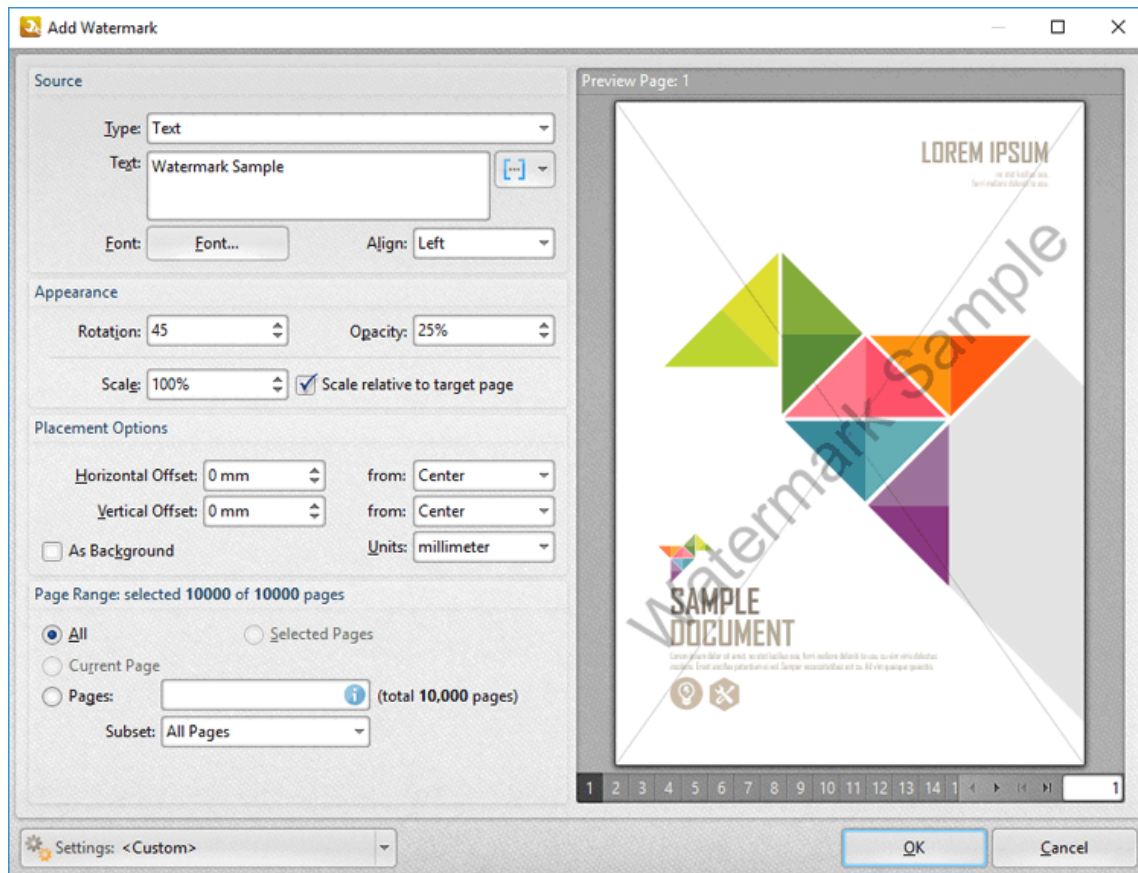 Add Watermark
Source
Type: Text
Text: Watermark Sample
Font: Font... Align: Left
Appearance
Rotation: 45 Opacity: 25%
Scale: 100% Scale relative to target page
Placement Options
Horizontal Offset: 0 mm from: Center
Vertical Offset: 0 mm from: Center
As Background Units: millimeter
Page Range: selected 10000 of 10000 pages
All Selected Pages
Current Page
Pages: (total 10,000 pages)
Subset: All Pages
Settings: <Custom>
Preview Page: 1
LOREM IPSUM
Watermark Sample
SAMPLE
DOCUMENT
1 2 3 4 5 6 7 8 9 10 11 12 13 14 1 1
OK Cancel